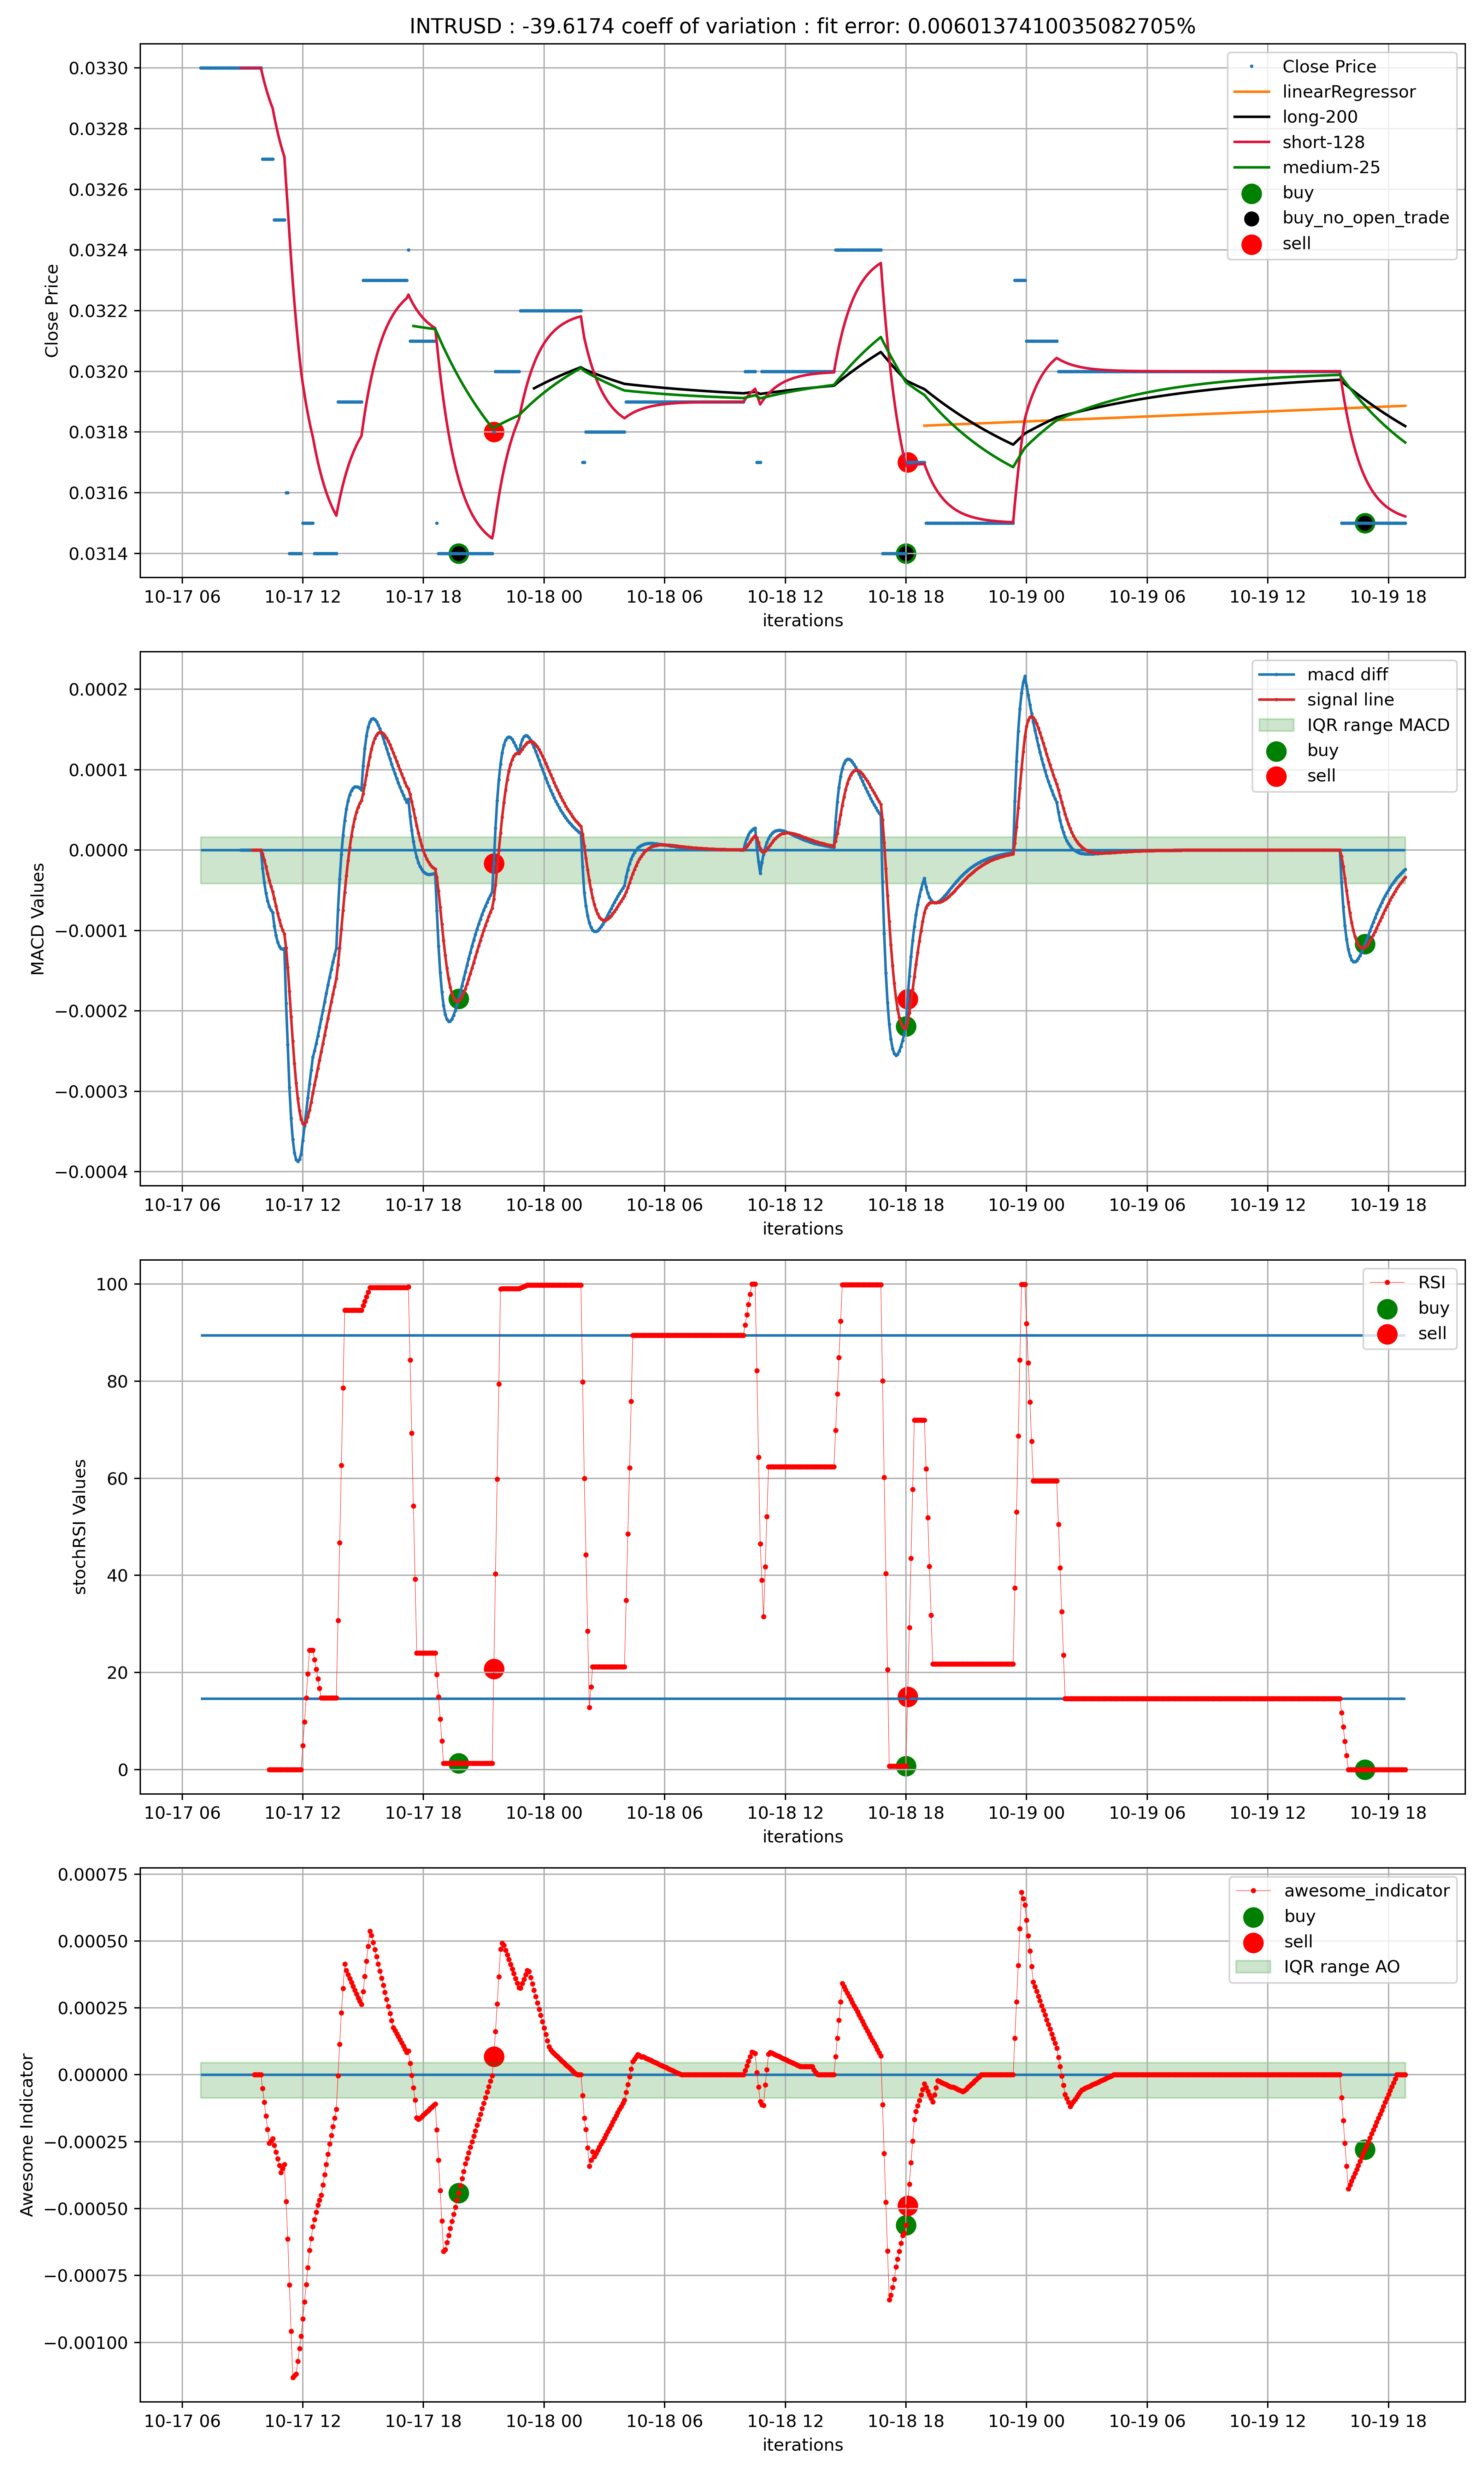 INTRUSD : -39.6174 coeff of variation : fit error: 0.0060137410035082705%
Close Price
0.0330
0.0328
0.0326
0.0324
0.0322
0.0320
0.0318
0.0316
0.0314
Close Price
linearRegressor
long-200
short-128
medium-25
buy
buy_no_open_trade
sell
10-17 06 10-17 12 10-17 18 10-18 00 10-18 06 10-18 12 10-18 18 10-19 00 10-19 06 10-19 12 10-19 18
iterations
MACD Values
0.0002
0.0001
0.0000
−0.0001
−0.0002
−0.0003
−0.0004
macd diff
signal line
IQR range MACD
buy
sell
10-17 06 10-17 12 10-17 18 10-18 00 10-18 06 10-18 12 10-18 18 10-19 00 10-19 06 10-19 12 10-19 18
iterations
stochRSI Values
100
80
60
40
20
0
RSI
buy
sell
10-17 06 10-17 12 10-17 18 10-18 00 10-18 06 10-18 12 10-18 18 10-19 00 10-19 06 10-19 12 10-19 18
iterations
Awesome Indicator
0.00075
0.00050
0.00025
0.00000
−0.00025
−0.00050
−0.00075
−0.00100
awesome_indicator
buy
sell
IQR range AO
10-17 06 10-17 12 10-17 18 10-18 00 10-18 06 10-18 12 10-18 18 10-19 00 10-19 06 10-19 12 10-19 18
iterations